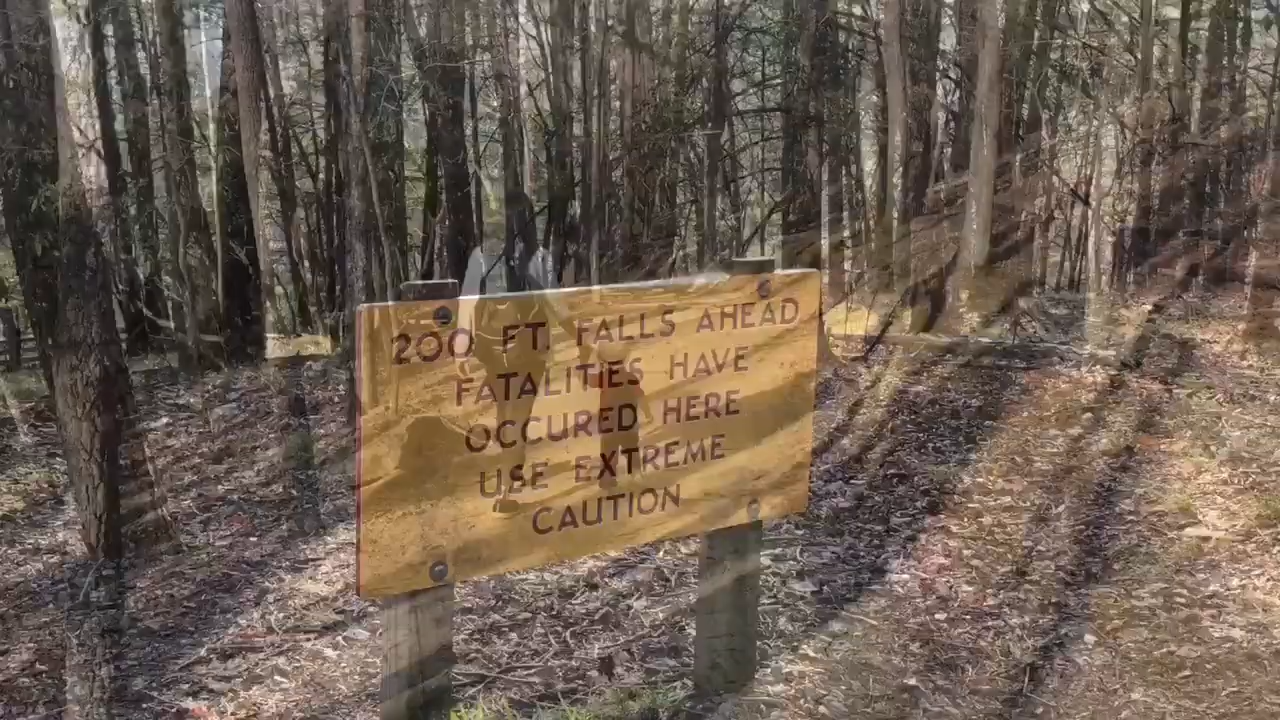 200 FT. FALLS AHEAD
FATALITIES HAVE
OCCURED HERE
USE EXTREME
CAUTION